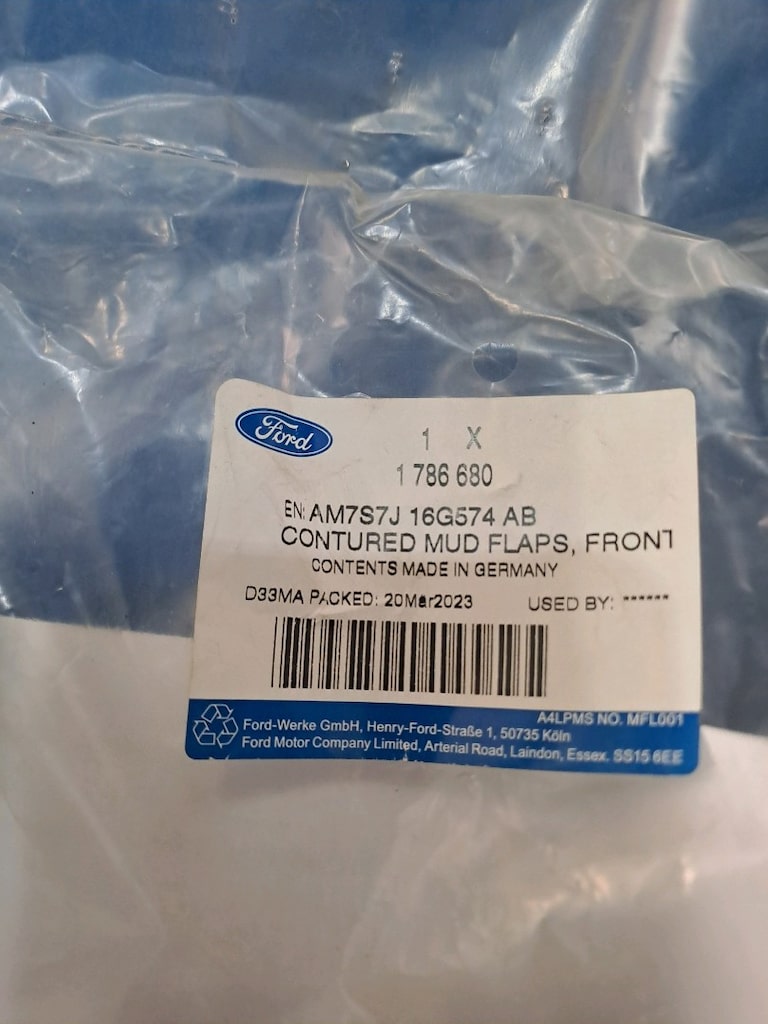 Ford
1 X
1 786 680
EN: AM7S7J 16G574 AB
CONTURED MUD FLAPS, FRONT
CONTENTS MADE IN GERMANY
D33MA PACKED: 20Mar2023 USED BY: ******
A4LPMS NO. MFL001
Ford-Werke GmbH, Henry-Ford-Straße 1, 50735 Köln
Ford Motor Company Limited, Arterial Road, Laindon, Essex. SS15 6EE